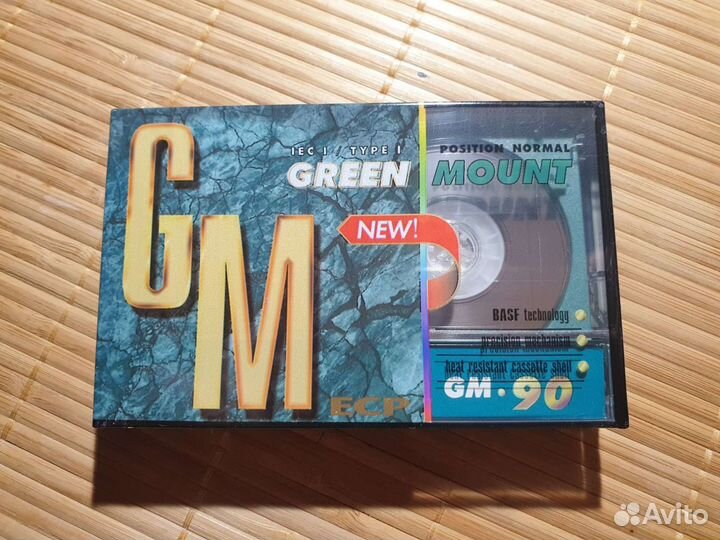 GM
IEC I / TYPE I
GREEN
POSITION NORMAL
MOUNT
NEW!
BASF technology
precision mechanism
heat resistant cassette shell
GM·90
ECP
Avito